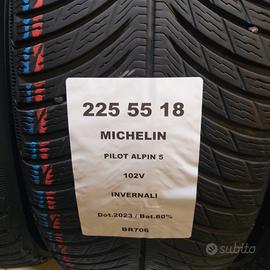 225 55 18
MICHELIN
PILOT ALPIN 5
102V
INVERNALI
Dot.2023 / Bat.80%
BR706
subito